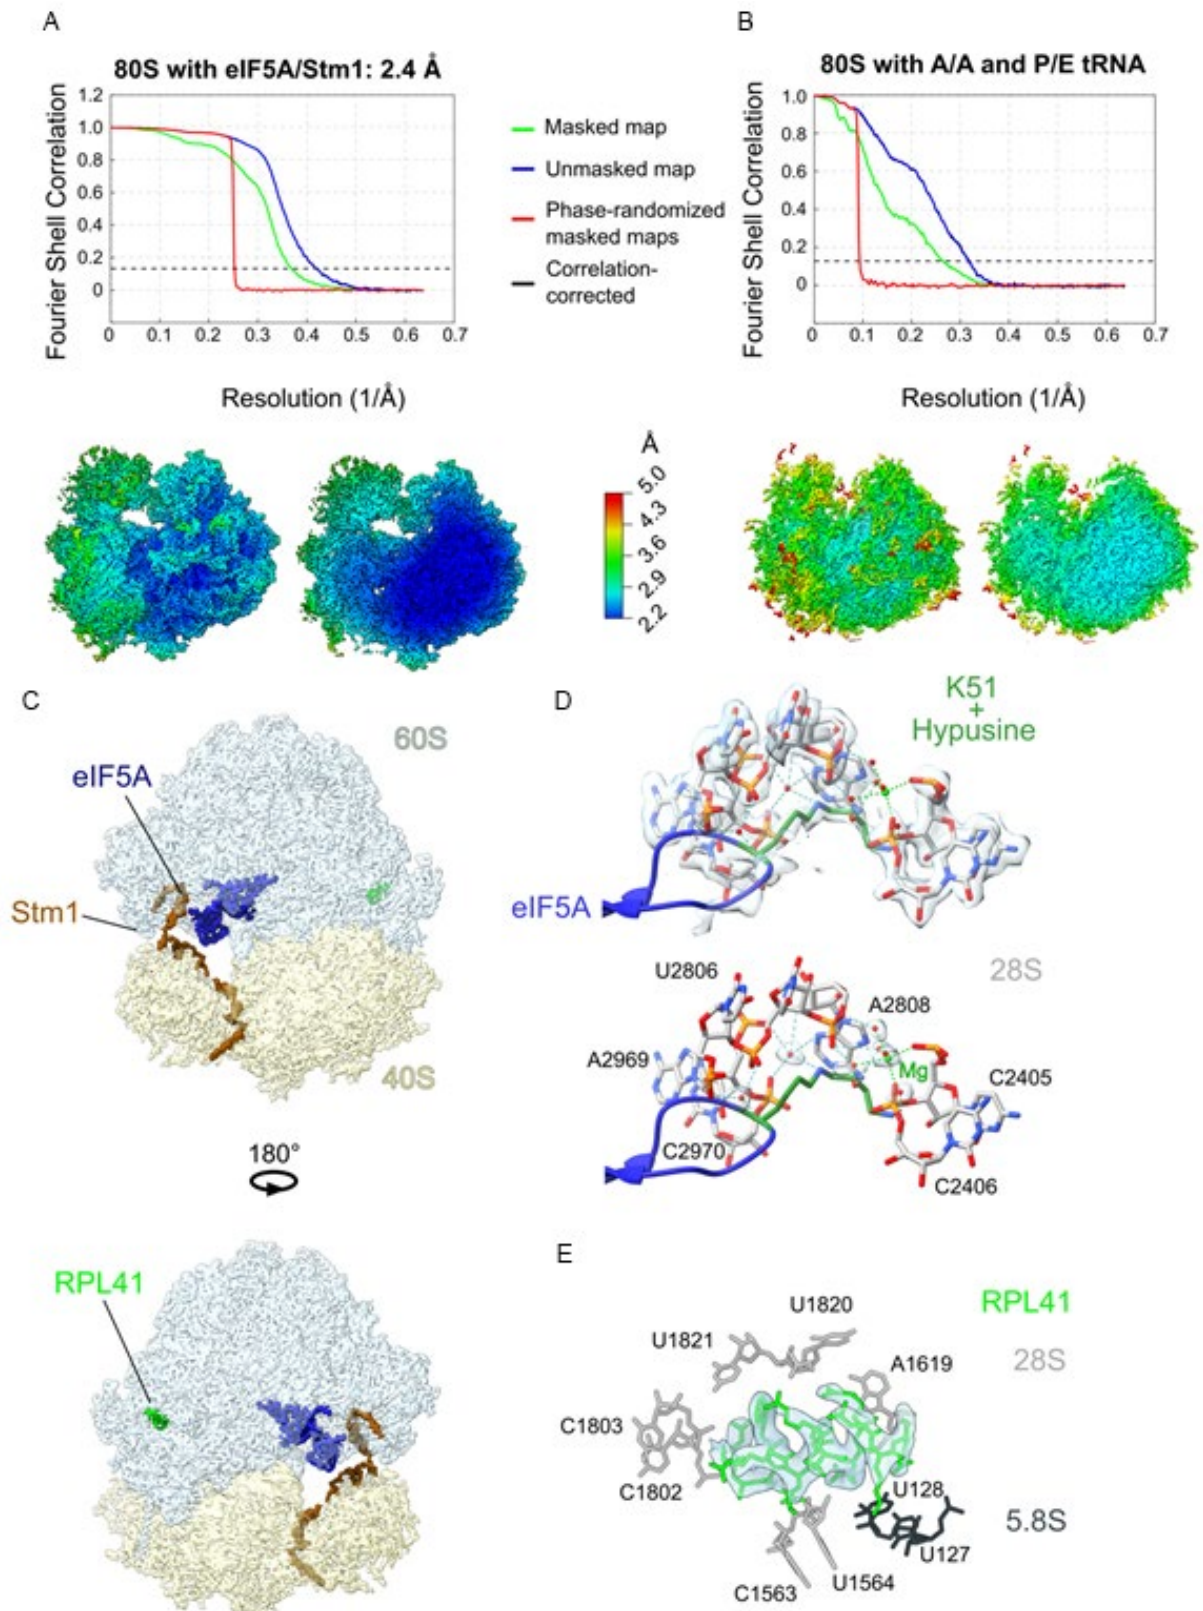 A
80S with eIF5A/Stm1: 2.4 Å
Fourier Shell Correlation
1.2
1.0
0.8
0.6
0.4
0.2
0
0 0.1 0.2 0.3 0.4 0.5 0.6 0.7
Resolution (1/Å)
Masked map
Unmasked map
Phase-randomized
masked maps
Correlation-
corrected
B
80S with A/A and P/E tRNA
Fourier Shell Correlation
1.0
0.8
0.6
0.4
0.2
0
0 0.1 0.2 0.3 0.4 0.5 0.6 0.7
Resolution (1/Å)
Å
5.0
4.3
3.6
2.9
2.2
C
60S
eIF5A
Stm1
40S
180°
RPL41
D
K51
+
Hypusine
eIF5A
28S
U2806
A2808
A2969
Mg
C2405
C2970
C2406
E
U1820
RPL41
U1821
A1619
28S
C1803
C1802
U128
5.8S
U127
U1564
C1563